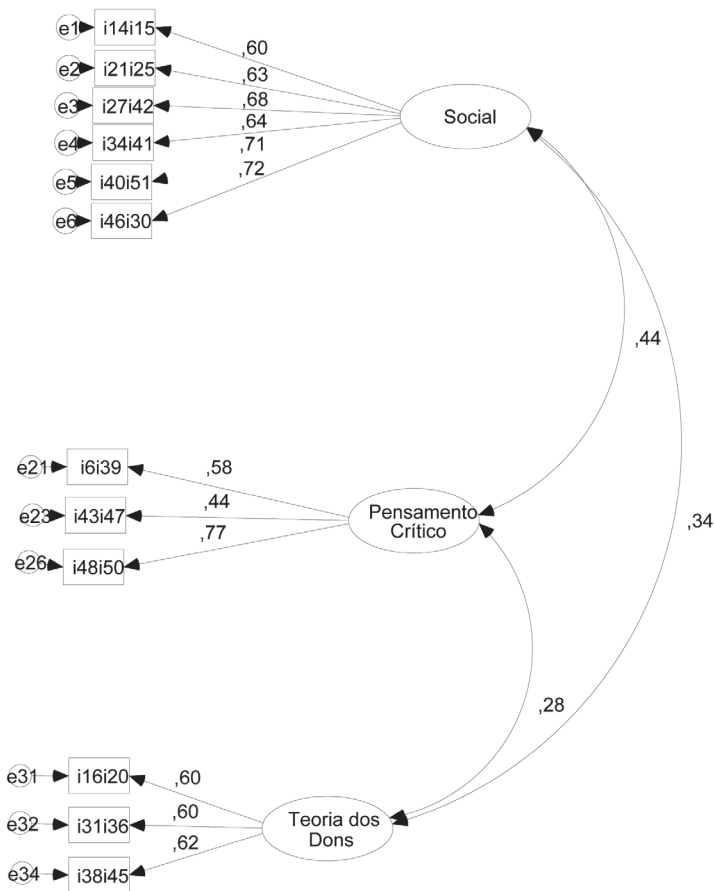 e1 i14i15
,60
e2 i21i25
,63
e3 i27i42
,68
Social
e4 i34i41
,64
,71
e5 i40i51
,72
e6 i46i30
,44
e21 i6i39
,58
e23 i43i47
,44
Pensamento
Crítico
,34
,77
e26 i48i50
,28
e31 i16i20
,60
e32 i31i36
,60
Teoria dos
Dons
,62
e34 i38i45